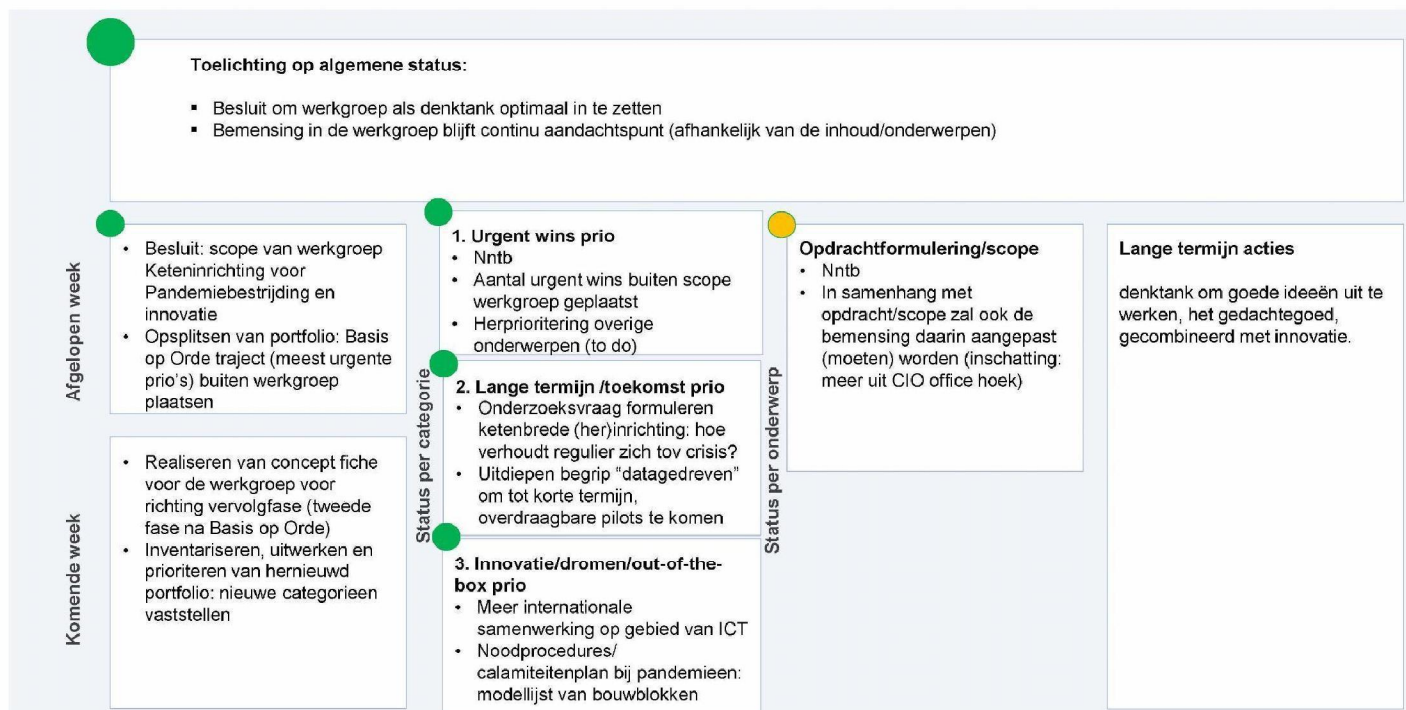 Toelichting op algemene status:
▪ Besluit om werkgroep als denktank optimaal in te zetten
▪ Bemensing in de werkgroep blijft continu aandachtspunt (afhankelijk van de inhoud/onderwerpen)
Afgelopen week
• Besluit: scope van werkgroep
Keteninrichting voor
Pandemiebestrijding en
innovatie
• Opsplitsen van portfolio: Basis
op Orde traject (meest urgente
prio's) buiten werkgroep
plaatsen
Komende week
• Realiseren van concept fiche
voor de werkgroep voor
richting vervolgfase (tweede
fase na Basis op Orde)
• Inventariseren, uitwerken en
prioriteren van hernieuwd
portfolio: nieuwe categorieen
vaststellen
Status per categorie
1. Urgent wins prio
• Nntb
• Aantal urgent wins buiten scope
werkgroep geplaatst
• Herprioritering overige
onderwerpen (to do)
2. Lange termijn /toekomst prio
• Onderzoeksvraag formuleren
ketenbrede (her)inrichting: hoe
verhoudt regulier zich tov crisis?
• Uitdiepen begrip “datagedreven”
om tot korte termijn,
overdraagbare pilots te komen
3. Innovatie/dromen/out-of-the-
box prio
• Meer internationale
samenwerking op gebied van ICT
• Noodprocedures/
calamiteitenplan bij pandemieen:
modellijst van bouwblokken
Status per onderwerp
Opdrachtformulering/scope
• Nntb
• In samenhang met
opdracht/scope zal ook de
bemensing daarin aangepast
(moeten) worden (inschatting:
meer uit CIO office hoek)
Lange termijn acties
denktank om goede ideeën uit te
werken, het gedachtegoed,
gecombineerd met innovatie.